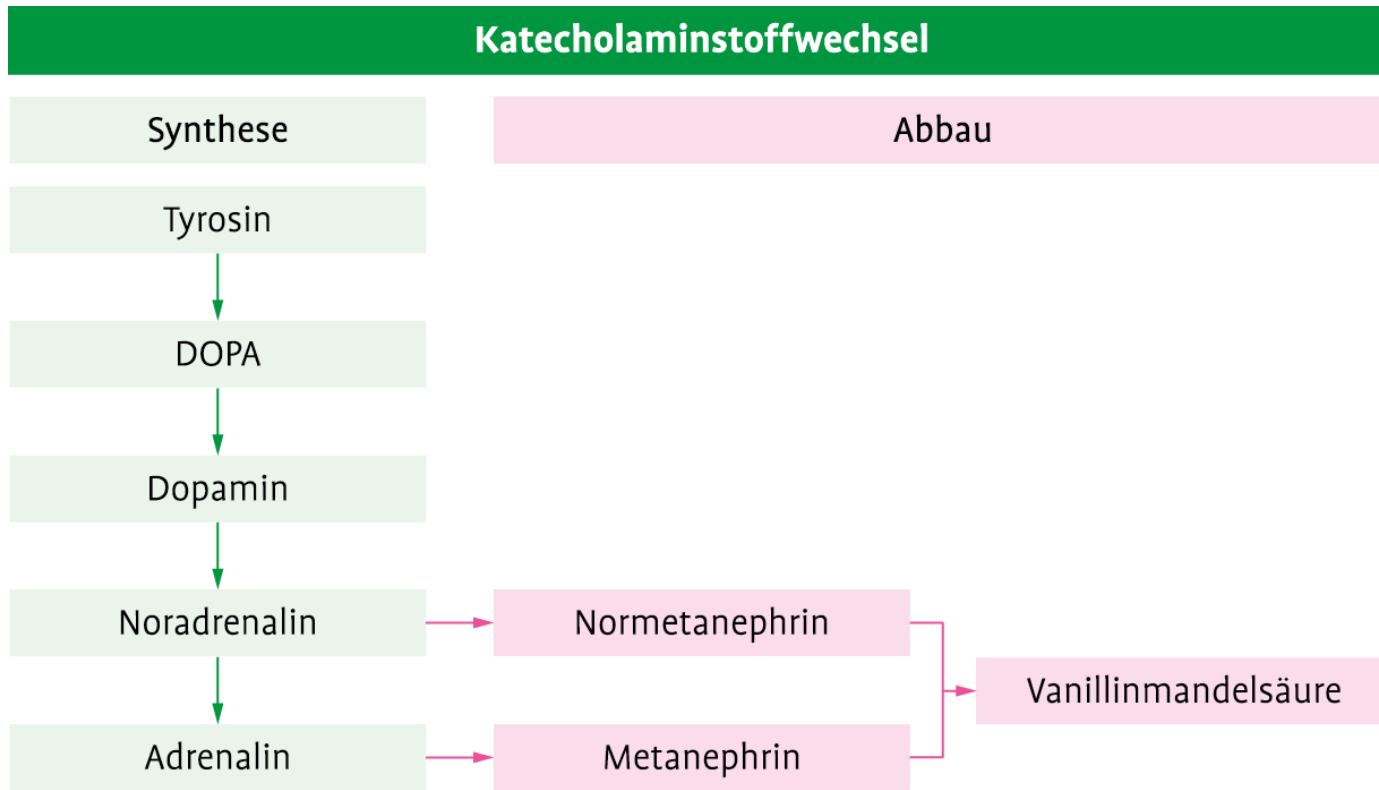 Katecholaminstoffwechsel
Synthese
Abbau
Tyrosin
DOPA
Dopamin
Noradrenalin
Normetanephrin
Vanillinmandelsäure
Adrenalin
Metanephrin